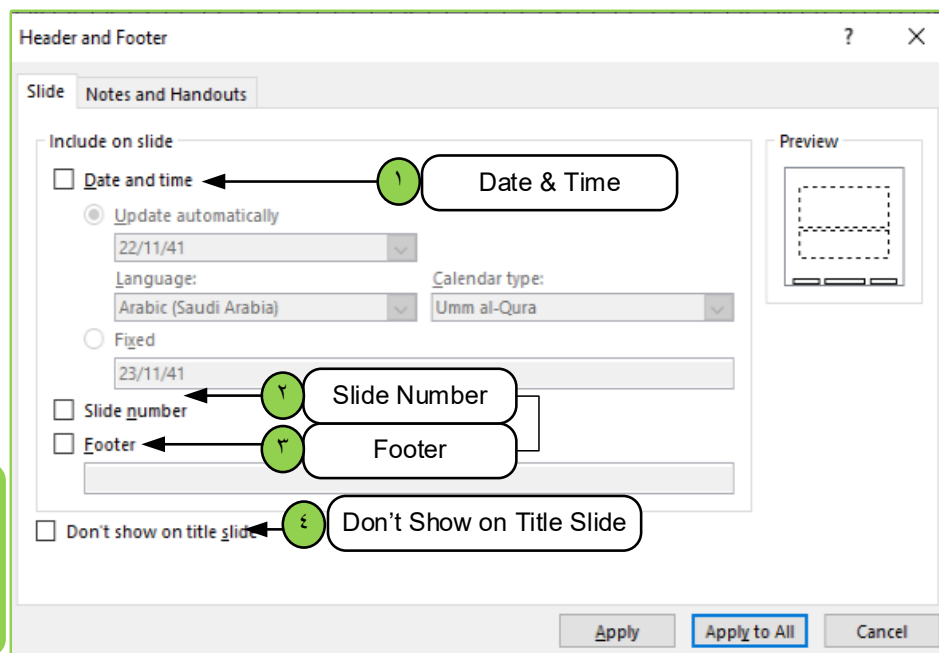 Header and Footer ?
Slide Notes and Handouts
Include on slide
Preview
Date and time
١
Date & Time
Update automatically
22/11/41
Language: Calendar type:
Arabic (Saudi Arabia) Umm al-Qura
Fixed
23/11/41
٢
Slide Number
Slide number
Footer
٣
Footer
Don't show on title slide
٤
Don’t Show on Title Slide
Apply Apply to All Cancel